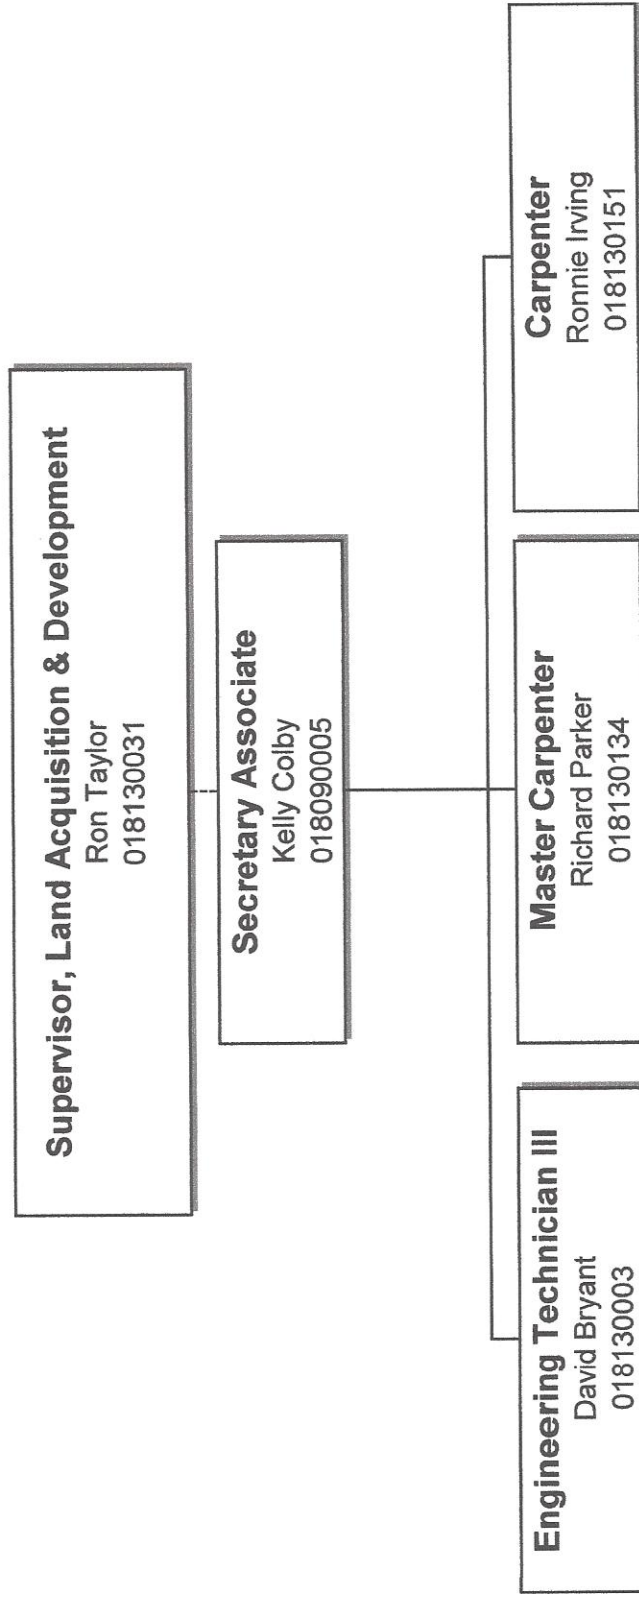 Supervisor, Land Acquisition & Development
Ron Taylor
018130031
Secretary Associate
Kelly Colby
018090005
Engineering Technician III
David Bryant
018130003
Master Carpenter
Richard Parker
018130134
Carpenter
Ronnie Irving
018130151